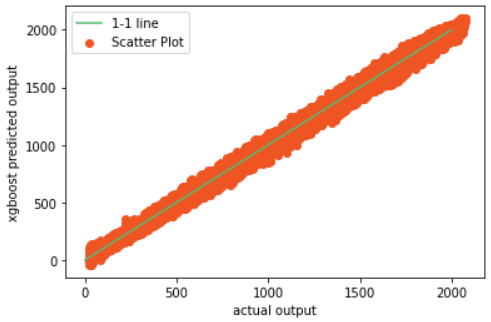 1-1 line
Scatter Plot
2000
1500
1000
500
0
xgboost predicted output
0 500 1000 1500 2000
actual output